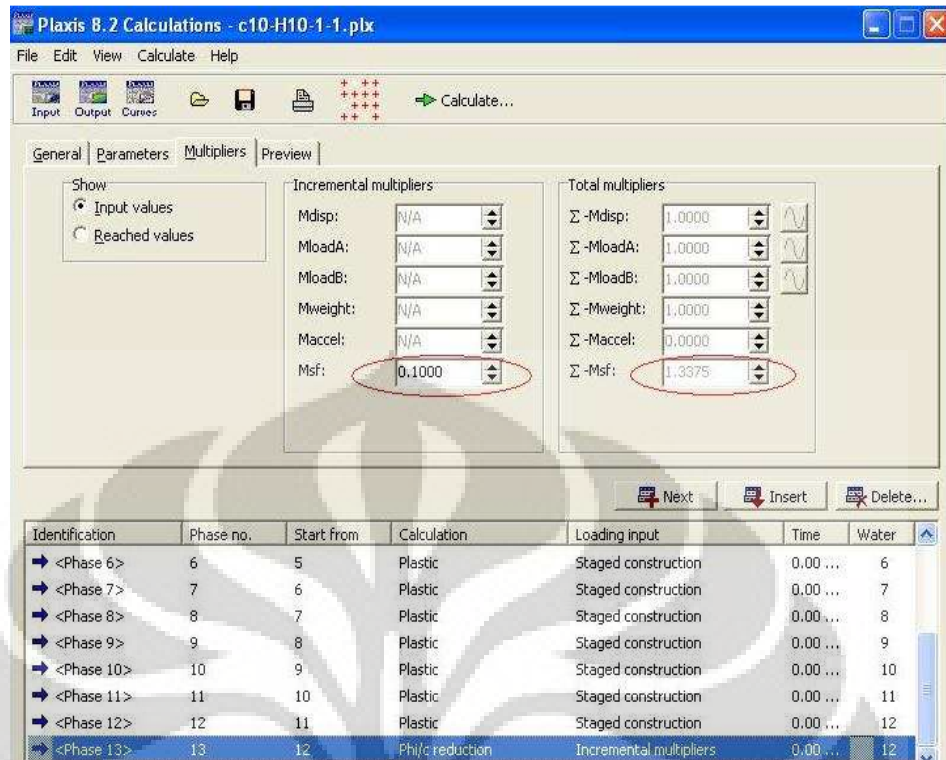 Plaxis 8.2 Calculations - c10-H10-1-1.plx
File Edit View Calculate Help
Input Output Curves Calculate...
General Parameters Multipliers Preview
Show
Input values
Reached values
Incremental multipliers
Mdisp: N/A
MloadA: N/A
MloadB: N/A
Mweight: N/A
Maccel: N/A
Msf: 0.1000
Total multipliers
Σ -Mdisp: 1.0000
Σ -MloadA: 1.0000
Σ -MloadB: 1.0000
Σ -Mweight: 1.0000
Σ -Maccel: 0.0000
Σ -Msf: 1.3375
Next Insert Delete...
Identification Phase no. Start from Calculation Loading input Time Water
<Phase 6> 6 5 Plastic Staged construction 0.00 ... 6
<Phase 7> 7 6 Plastic Staged construction 0.00 ... 7
<Phase 8> 8 7 Plastic Staged construction 0.00 ... 8
<Phase 9> 9 8 Plastic Staged construction 0.00 ... 9
<Phase 10> 10 9 Plastic Staged construction 0.00 ... 10
<Phase 11> 11 10 Plastic Staged construction 0.00 ... 11
<Phase 12> 12 11 Plastic Staged construction 0.00 ... 12
<Phase 13> 13 12 Phi/c reduction Incremental multipliers 0.00 ... 12